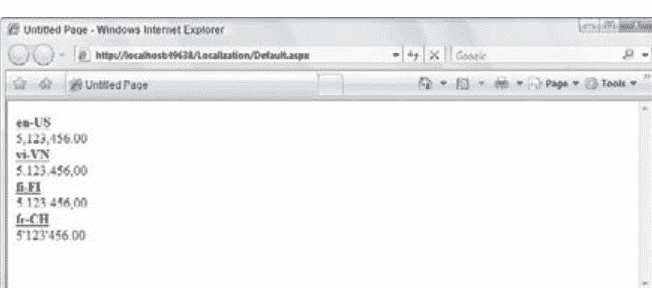 Untitled Page - Windows Internet Explorer
http://localhost:49638/Localization/Default.aspx
Google
Untitled Page
Page
Tools
en-US
5,123,456.00
vi-VN
5.123.456,00
fi-FI
5 123 456,00
fr-CH
5'123'456.00